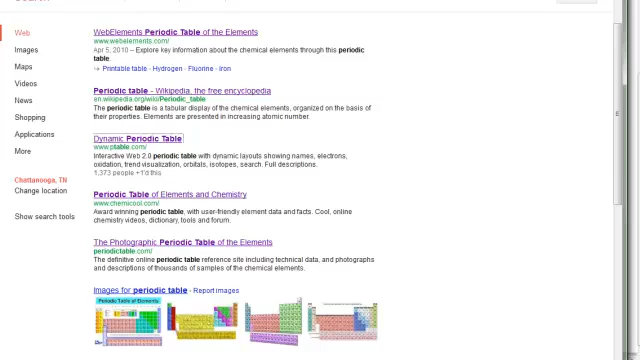 Web
Images
Maps
Videos
News
Shopping
Applications
More
Chattanooga, TN
Change location
Show search tools
WebElements Periodic Table of the Elements
www.webelements.com/
Apr 5, 2010 – Explore key information about the chemical elements through this periodic
table.
Printable table - Hydrogen - Fluorine - Iron
Periodic table - Wikipedia, the free encyclopedia
en.wikipedia.org/wiki/Periodic_table
The periodic table is a tabular display of the chemical elements, organized on the basis of
their properties. Elements are presented in increasing atomic number.
Dynamic Periodic Table
www.ptable.com/
Interactive Web 2.0 periodic table with dynamic layouts showing names, electrons,
oxidation, trend visualization, orbitals, isotopes, search. Full descriptions.
1,373 people +1'd this
Periodic Table of Elements and Chemistry
www.chemicool.com/
Award winning periodic table, with user-friendly element data and facts. Cool, online
chemistry videos, dictionary, tools and forum.
The Photographic Periodic Table of the Elements
periodictable.com/
The definitive online periodic table reference site including technical data, and photographs
and descriptions of thousands of samples of the chemical elements.
Images for periodic table - Report images
Periodic Table of Elements